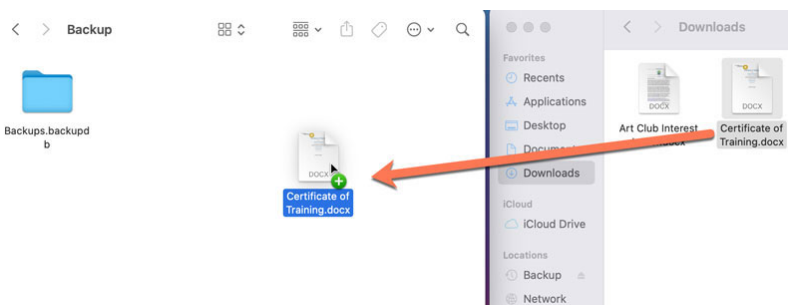 Backup
Backups.backupd
b
DOCX
Certificate of
Training.docx
Favorites
Recents
Applications
Desktop
Downloads
iCloud
iCloud Drive
Locations
Backup
Network
Downloads
DOCX
DOCX
Art Club Interest
Certificate of
Training.docx